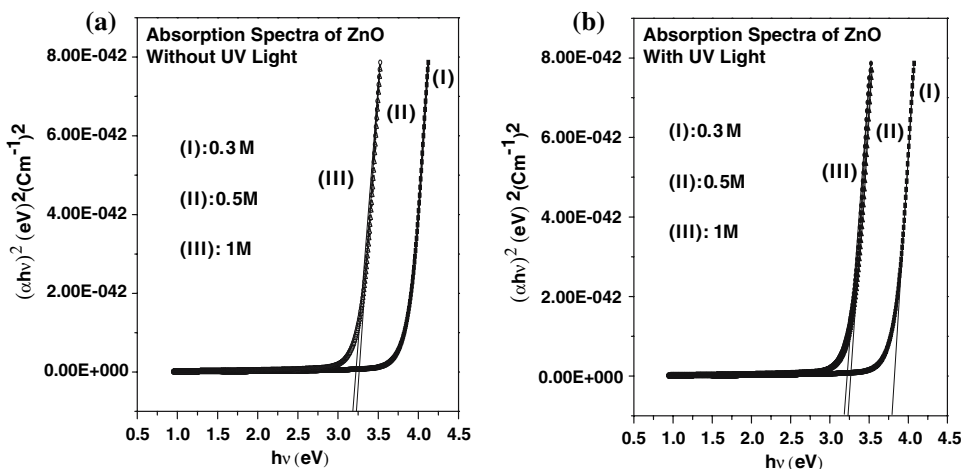 (a)
Absorption Spectra of ZnO
Without UV Light
(I)
(II)
(III)
(I):0.3 M
(II):0.5M
(III): 1M
8.00E-042
6.00E-042
4.00E-042
2.00E-042
0.00E+000
(αhν)² (eV)²(Cm⁻¹)²
0.5 1.0 1.5 2.0 2.5 3.0 3.5 4.0 4.5
hν (eV)
(b)
Absorption Spectra of ZnO
With UV Light
(I)
(II)
(III)
(I):0.3 M
(II):0.5M
(III): 1M
8.00E-042
6.00E-042
4.00E-042
2.00E-042
0.00E+000
(αhν)² (eV)² (Cm⁻¹)²
0.5 1.0 1.5 2.0 2.5 3.0 3.5 4.0 4.5
hν (eV)